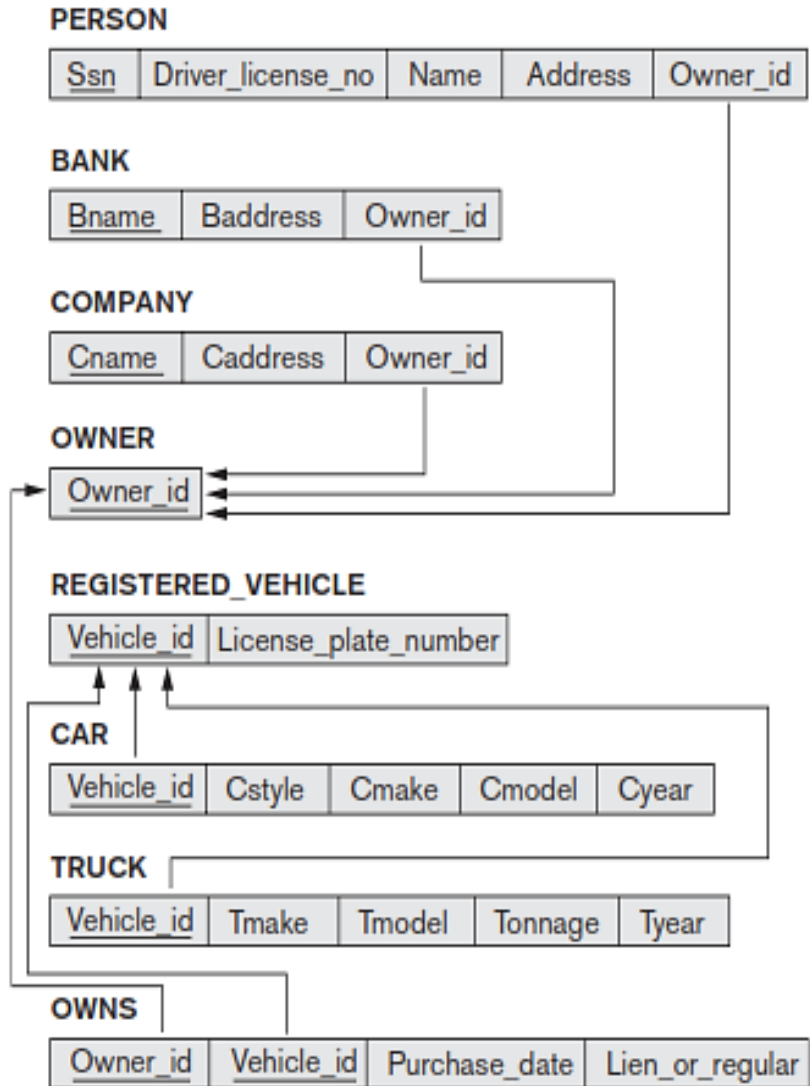 PERSON
Ssn Driver_license_no Name Address Owner_id
BANK
Bname Baddress Owner_id
COMPANY
Cname Caddress Owner_id
OWNER
Owner_id
REGISTERED_VEHICLE
Vehicle_id License_plate_number
CAR
Vehicle_id Cstyle Cmake Cmodel Cyear
TRUCK
Vehicle_id Tmake Tmodel Tonnage Tyear
OWNS
Owner_id Vehicle_id Purchase_date Lien_or_regular